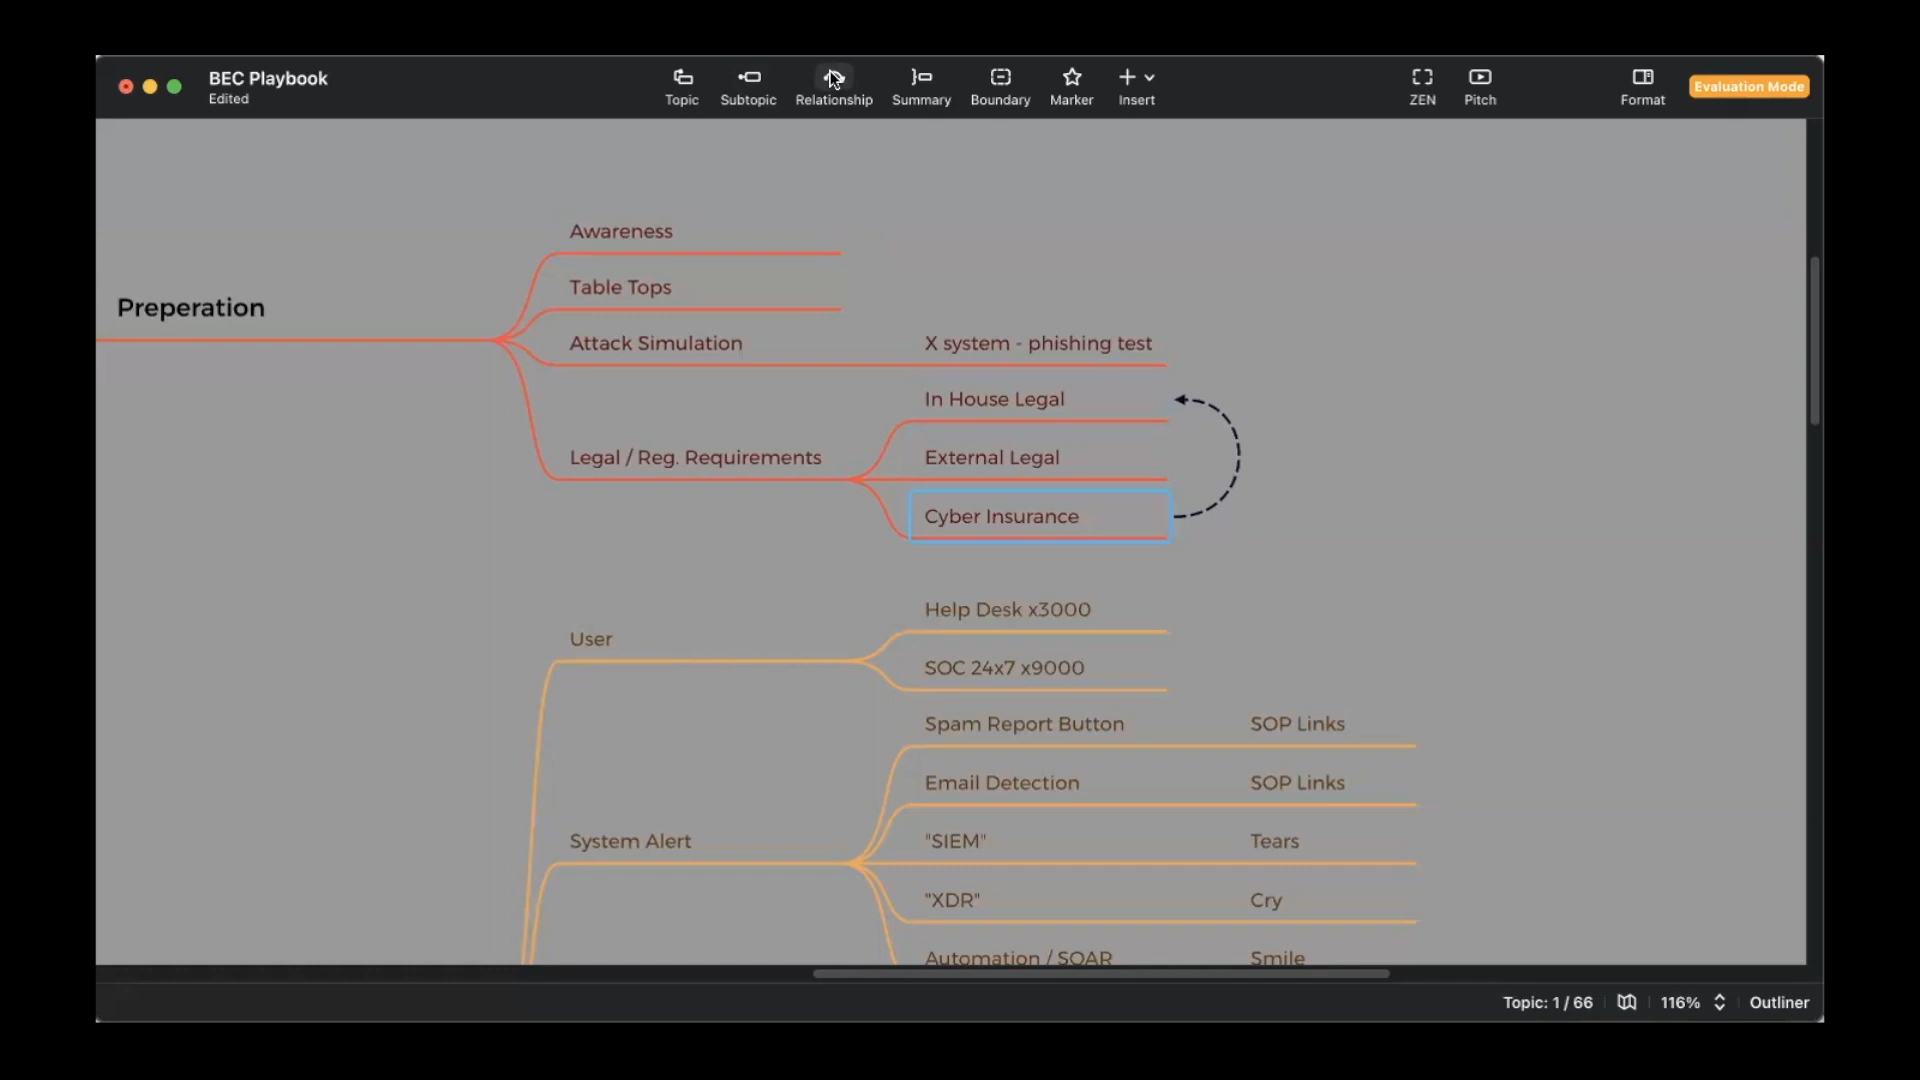 BEC Playbook
Edited
Topic
Subtopic
Relationship
Summary
Boundary
Marker
Insert
ZEN
Pitch
Format
Evaluation Mode
Preperation
Awareness
Table Tops
Attack Simulation
X system - phishing test
Legal / Reg. Requirements
In House Legal
External Legal
Cyber Insurance
User
Help Desk x3000
SOC 24x7 x9000
System Alert
Spam Report Button
SOP Links
Email Detection
SOP Links
"SIEM"
Tears
"XDR"
Cry
Automation / SOAR
Smile
Topic: 1 / 66
116%
Outliner